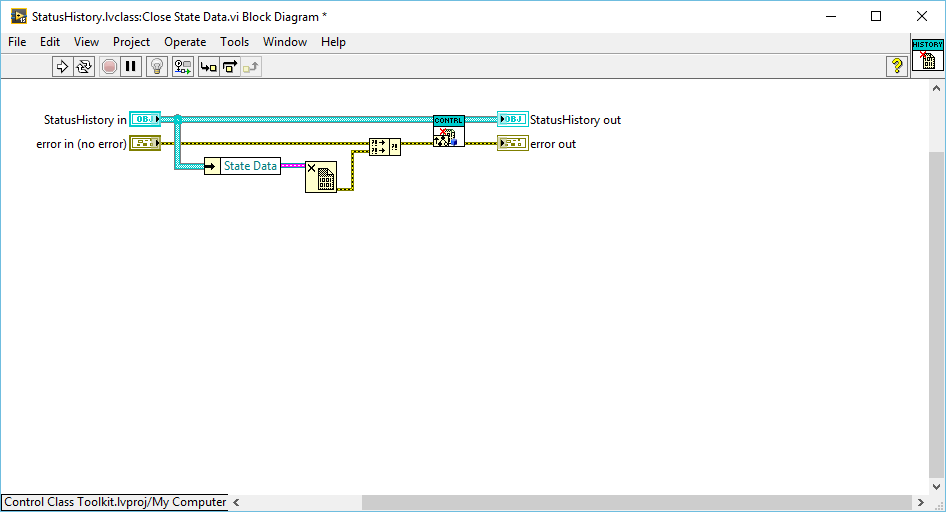 StatusHistory.lvclass:Close State Data.vi Block Diagram *
File Edit View Project Operate Tools Window Help
HISTORY
StatusHistory in OBJ CONTRL OBJ StatusHistory out
error in (no error) error out
State Data
Control Class Toolkit.lvproj/My Computer